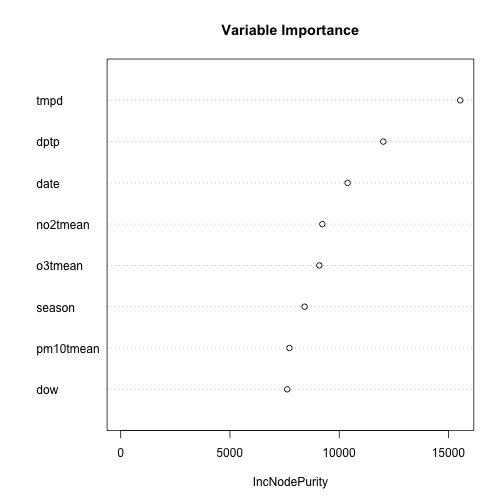 Variable Importance
tmpd
dptp
date
no2tmean
o3tmean
season
pm10tmean
dow
0 5000 10000 15000
IncNodePurity